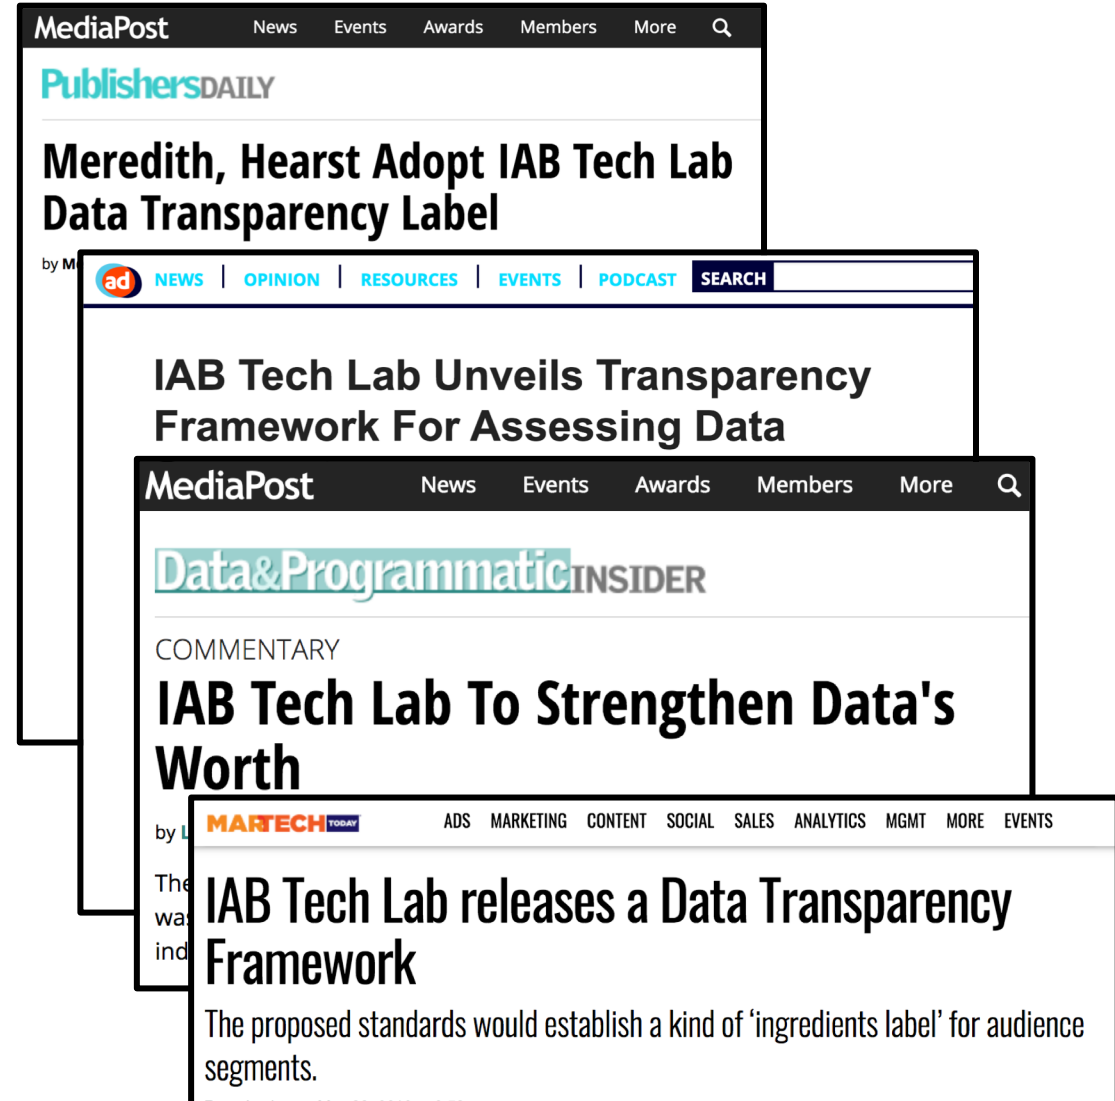 MediaPost News Events Awards Members More
PublishersDAILY
Meredith, Hearst Adopt IAB Tech Lab
Data Transparency Label
by
ad NEWS OPINION RESOURCES EVENTS PODCAST SEARCH
IAB Tech Lab Unveils Transparency
Framework For Assessing Data
MediaPost News Events Awards Members More
Data&ProgrammaticINSIDER
COMMENTARY
IAB Tech Lab To Strengthen Data's
Worth
by
MARTECH TODAY ADS MARKETING CONTENT SOCIAL SALES ANALYTICS MGMT MORE EVENTS
IAB Tech Lab releases a Data Transparency
Framework
The proposed standards would establish a kind of ‘ingredients label’ for audience
segments.